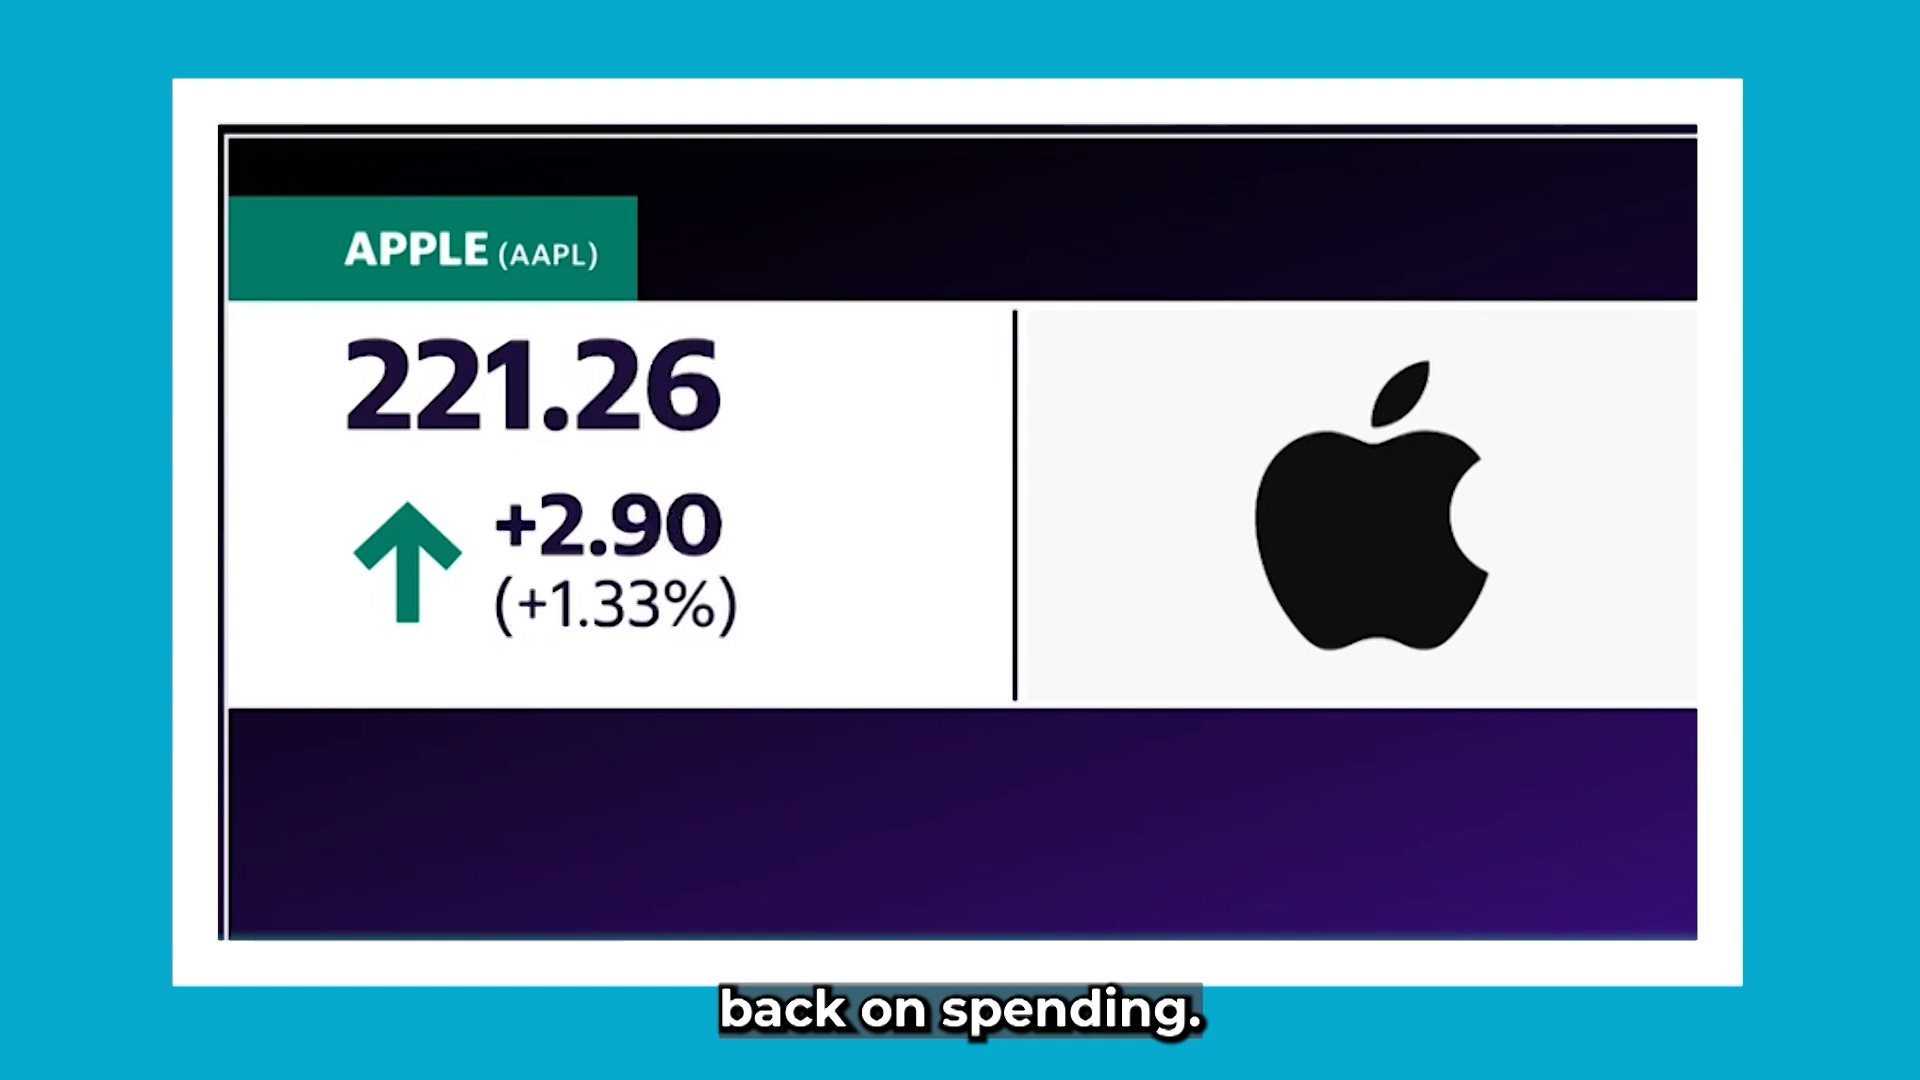 APPLE (AAPL)
221.26
+2.90
(+1.33%)
back on spending.